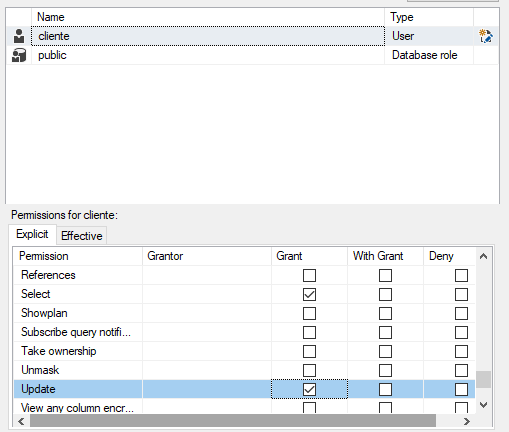 Name Type
cliente User
public Database role
Permissions for cliente:
Explicit Effective
Permission Grantor Grant With Grant Deny
References
Select
Showplan
Subscribe query notifi...
Take ownership
Unmask
Update
View any column encr...